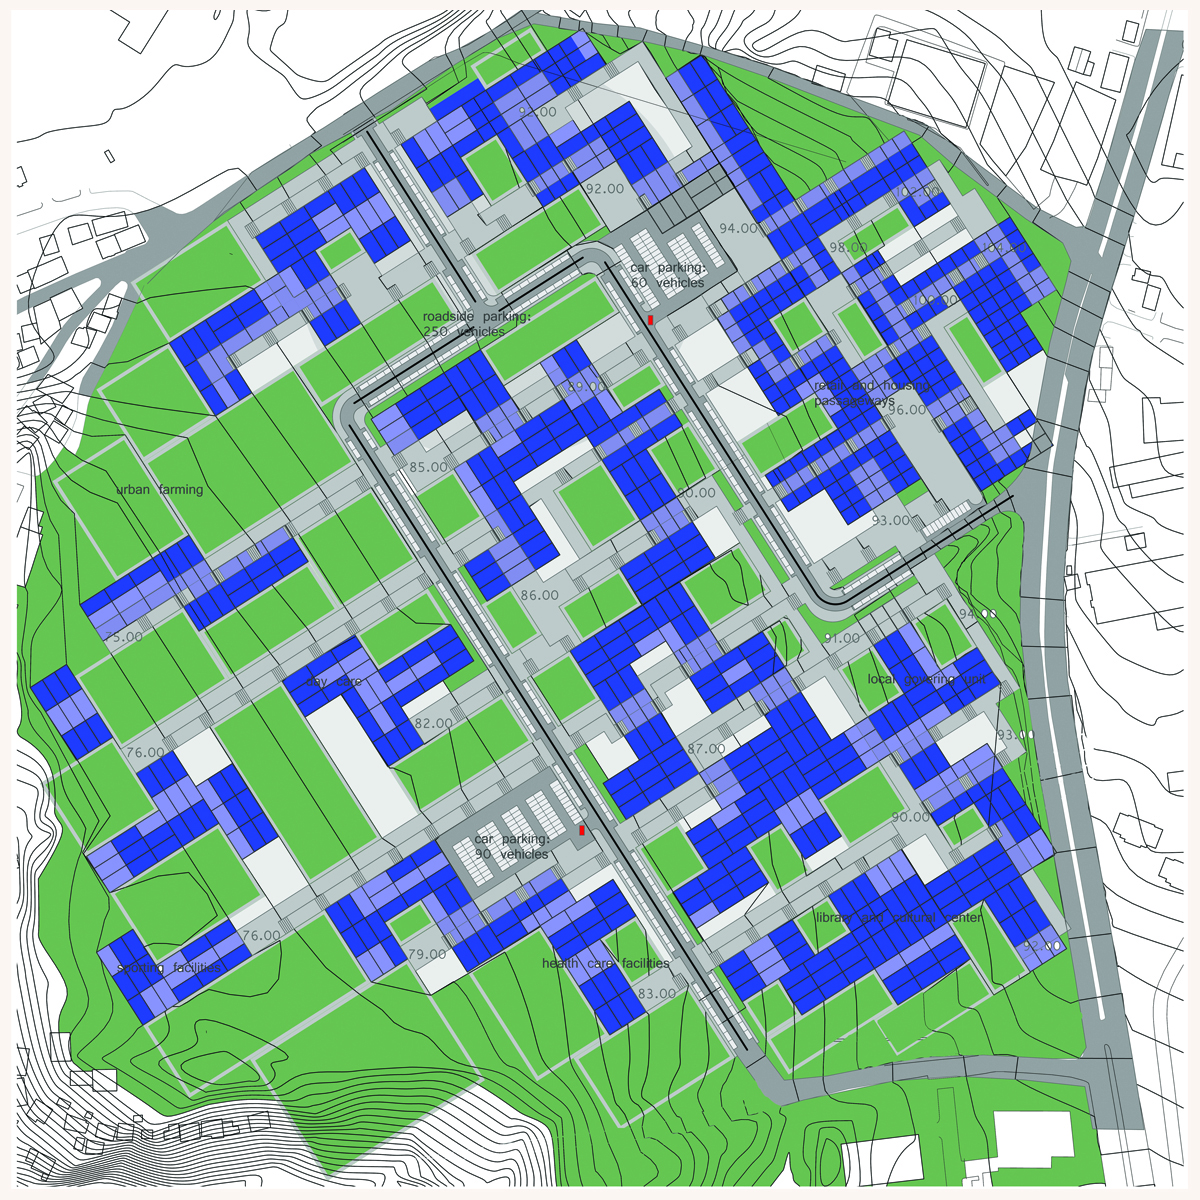 93.00
92.00
102.00
94.00
98.00
104.00
car parking:
60 vehicles
100.00
roadside parking:
250 vehicles
89.00
retail and housing
passageways
96.00
85.00
urban farming
90.00
93.00
86.00
94.00
75.00
91.00
day care
local covering unit
82.00
93.00
76.00
87.00
90.00
car parking:
90 vehicles
library and cultural center
76.00
92.00
79.00
health care facilities
sporting facilities
83.00